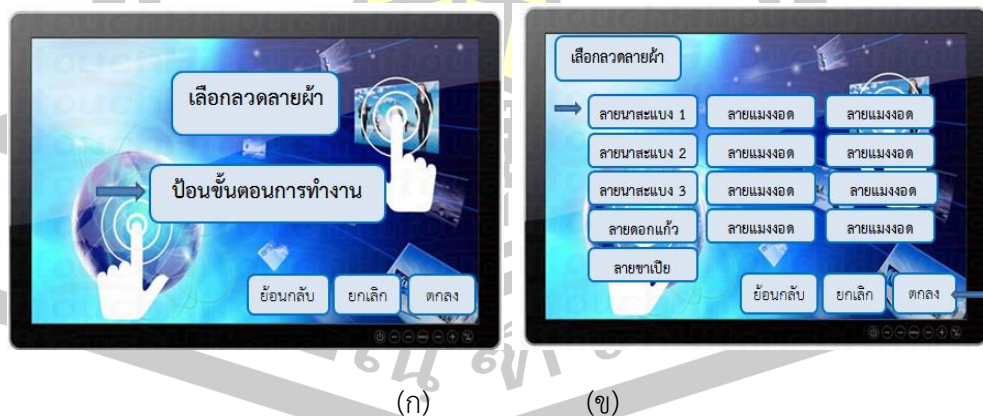 เลือกลวดลายผ้า
ป้อนขั้นตอนการทำงาน
ย้อนกลับ ยกเลิก ตกลง
เลือกลวดลายผ้า
ลายนาสะแบง 1 ลายแมงงอด ลายแมงงอด
ลายนาสะแบง 2 ลายแมงงอด ลายแมงงอด
ลายนาสะแบง 3 ลายแมงงอด ลายแมงงอด
ลายดอกแก้ว ลายแมงงอด ลายแมงงอด
ลายขาเปีย
ย้อนกลับ ยกเลิก ตกลง
(ก) (ข)